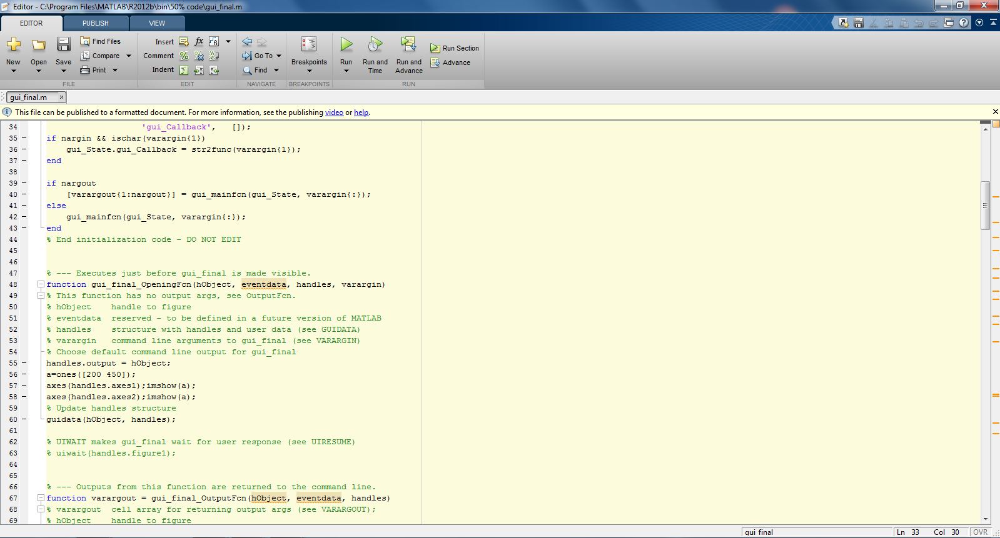 Editor - C:\Program Files\MATLAB\R2012b\bin\50% code\gui_final.m
EDITOR PUBLISH VIEW
New Open Save Find Files Compare Print
FILE
Insert fx
Comment
Indent
EDIT
Go To
Find
NAVIGATE
Breakpoints
BREAKPOINTS
Run Run and Time Run and Advance Run Section Advance
RUN
gui_final.m ×
This file can be published to a formatted document. For more information, see the publishing video or help.
34 'gui_Callback', []);
35 – if nargin && ischar(varargin{1})
36 – gui_State.gui_Callback = str2func(varargin{1});
37 – end
38
39 – if nargout
40 – [varargout{1:nargout}] = gui_mainfcn(gui_State, varargin{:});
41 – else
42 – gui_mainfcn(gui_State, varargin{:});
43 – end
44 % End initialization code - DO NOT EDIT
45
46
47 % --- Executes just before gui_final is made visible.
48 function gui_final_OpeningFcn(hObject, eventdata, handles, varargin)
49 % This function has no output args, see OutputFcn.
50 % hObject    handle to figure
51 % eventdata  reserved - to be defined in a future version of MATLAB
52 % handles    structure with handles and user data (see GUIDATA)
53 % varargin   command line arguments to gui_final (see VARARGIN)
54 % Choose default command line output for gui_final
55 – handles.output = hObject;
56 – a=ones([200 450]);
57 – axes(handles.axes1);imshow(a);
58 – axes(handles.axes2);imshow(a);
59 % Update handles structure
60 – guidata(hObject, handles);
61
62 % UIWAIT makes gui_final wait for user response (see UIRESUME)
63 % uiwait(handles.figure1);
64
65
66 % --- Outputs from this function are returned to the command line.
67 function varargout = gui_final_OutputFcn(hObject, eventdata, handles)
68 % varargout  cell array for returning output args (see VARARGOUT);
69 % hObject    handle to figure
gui_final Ln 33 Col 30 OVR